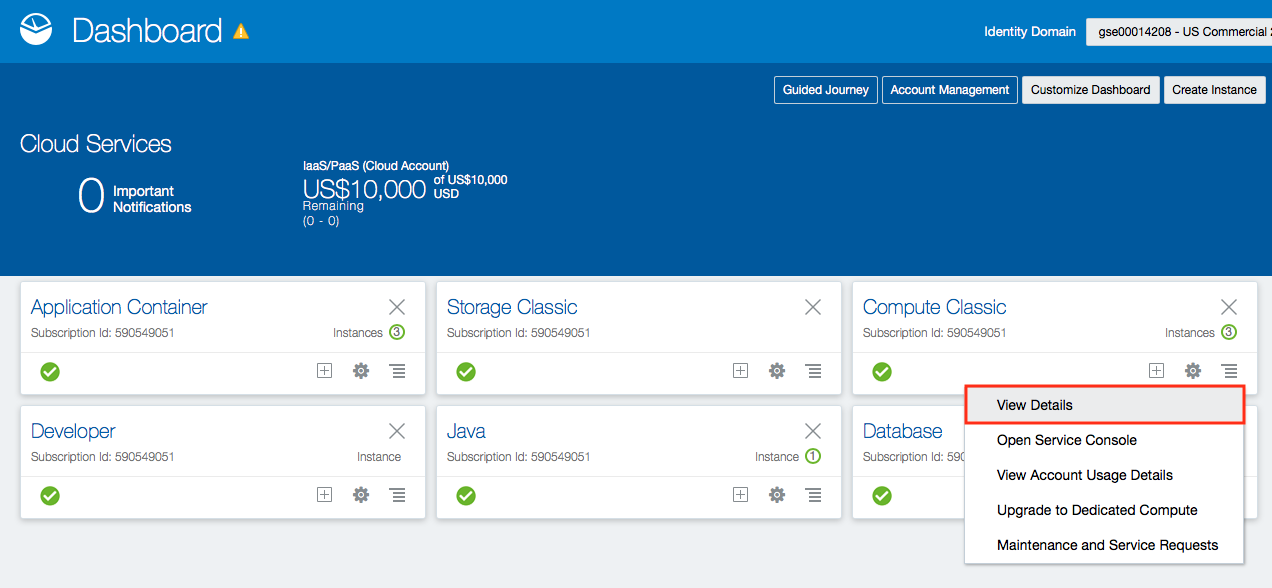 Dashboard
Identity Domain
gse00014208 - US Commercial
Guided Journey
Account Management
Customize Dashboard
Create Instance
Cloud Services
0 Important
Notifications
IaaS/PaaS (Cloud Account)
US$10,000 of US$10,000
USD
Remaining
(0 - 0)
Application Container
Subscription Id: 590549051
Instances 3
Storage Classic
Subscription Id: 590549051
Compute Classic
Subscription Id: 590549051
Instances 3
View Details
Open Service Console
View Account Usage Details
Upgrade to Dedicated Compute
Maintenance and Service Requests
Developer
Subscription Id: 590549051
Instance
Java
Subscription Id: 590549051
Instance 1
Database
Subscription Id: 590